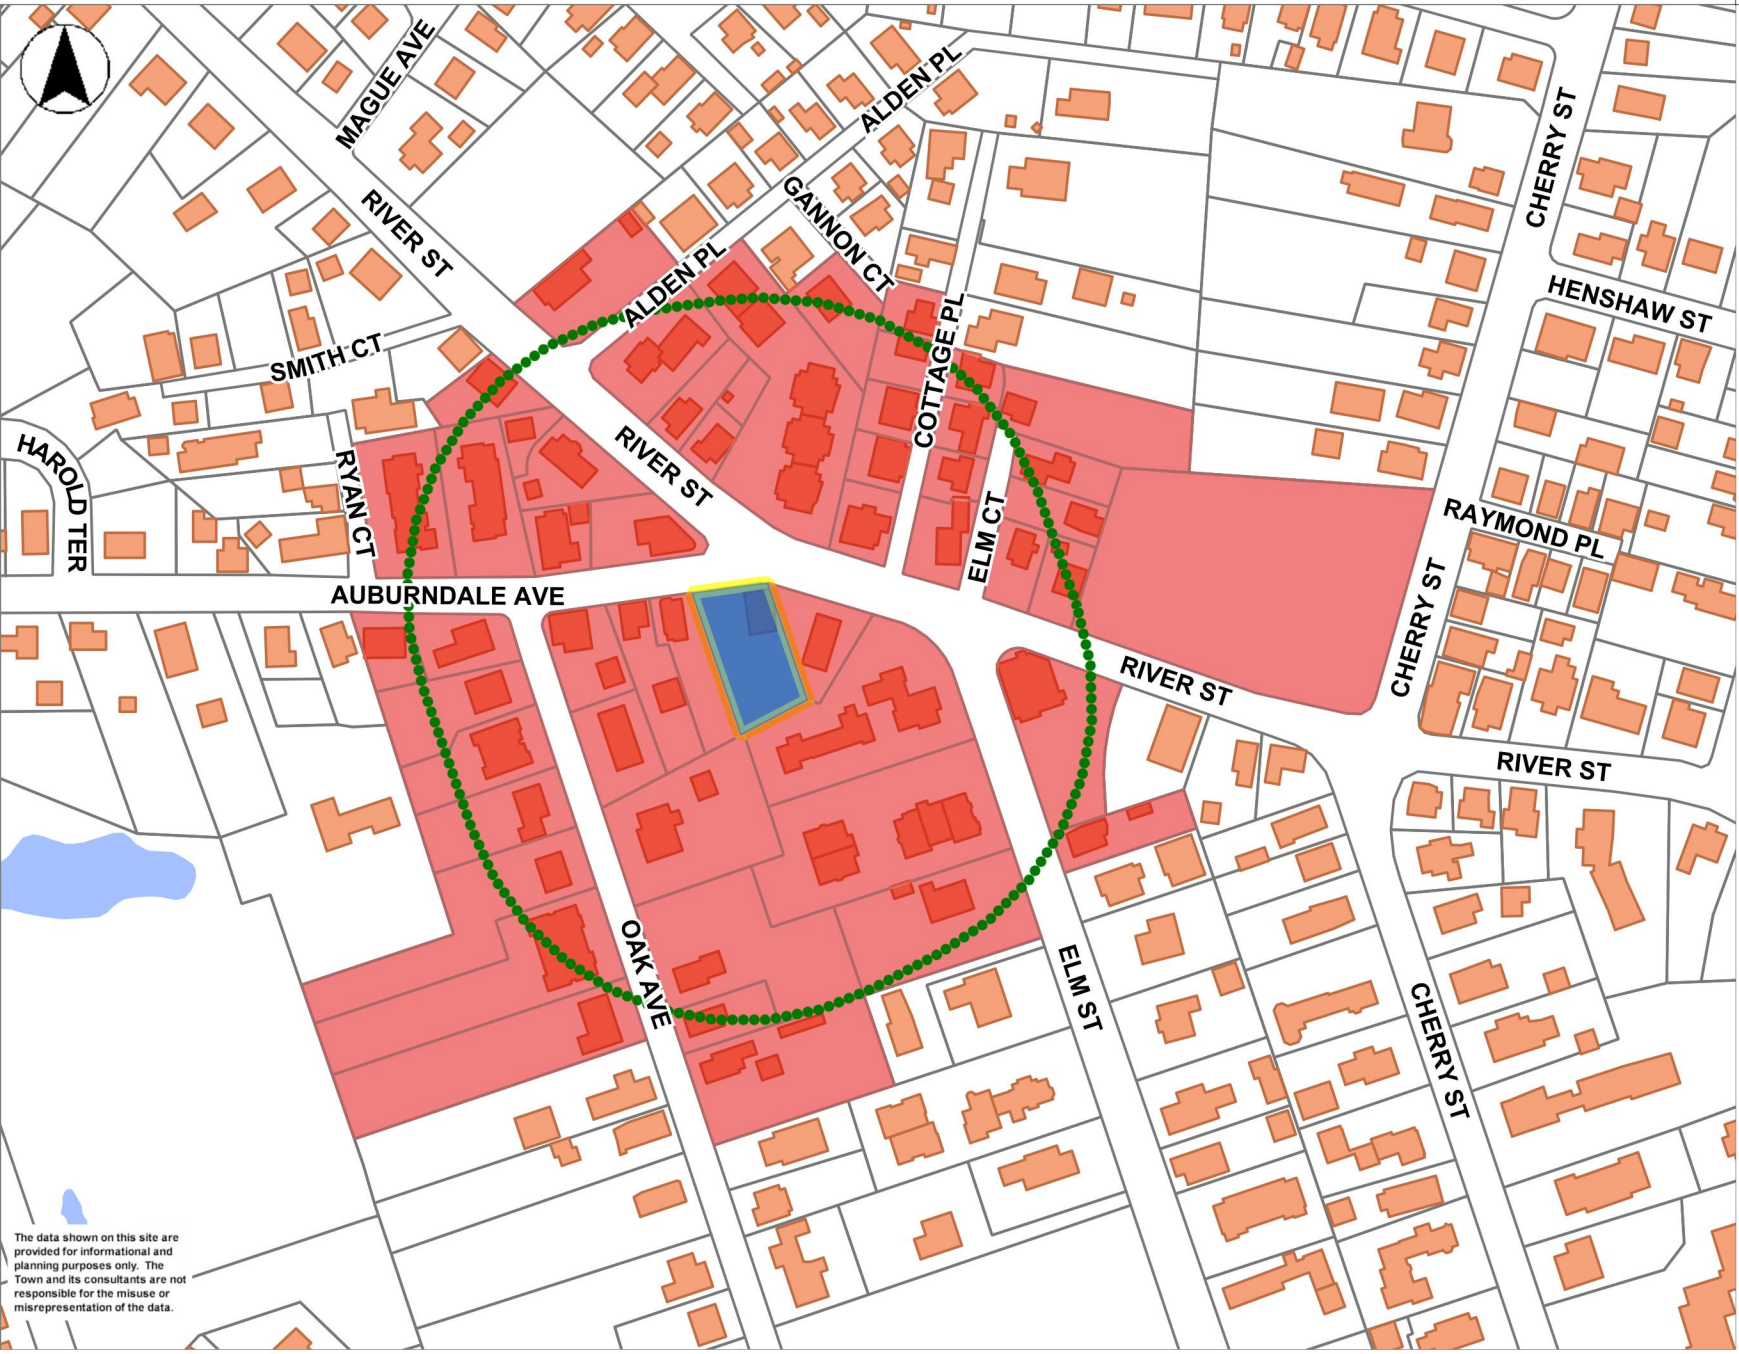 MAGUE AVE
ALDEN PL
CHERRY ST
RIVER ST
GANNON CT
ALDEN PL
HENSHAW ST
SMITH CT
COTTAGE PL
HAROLD TER
RYAN CT
RIVER ST
ELM CT
RAYMOND PL
AUBURNDALE AVE
CHERRY ST
RIVER ST
RIVER ST
OAK AVE
ELM ST
CHERRY ST
The data shown on this site are
provided for informational and
planning purposes only. The
Town and its consultants are not
responsible for the misuse or
misrepresentation of the data.